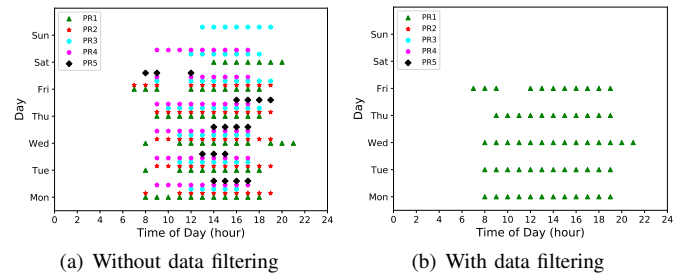 PR1
PR2
PR3
PR4
PR5
Sun
Sat
Fri
Thu
Wed
Tue
Mon
Day
0 2 4 6 8 10 12 14 16 18 20 22 24
Time of Day (hour)
(a) Without data filtering
PR1
PR2
PR3
PR4
PR5
Sun
Sat
Fri
Thu
Wed
Tue
Mon
Day
0 2 4 6 8 10 12 14 16 18 20 22 24
Time of Day (hour)
(b) With data filtering